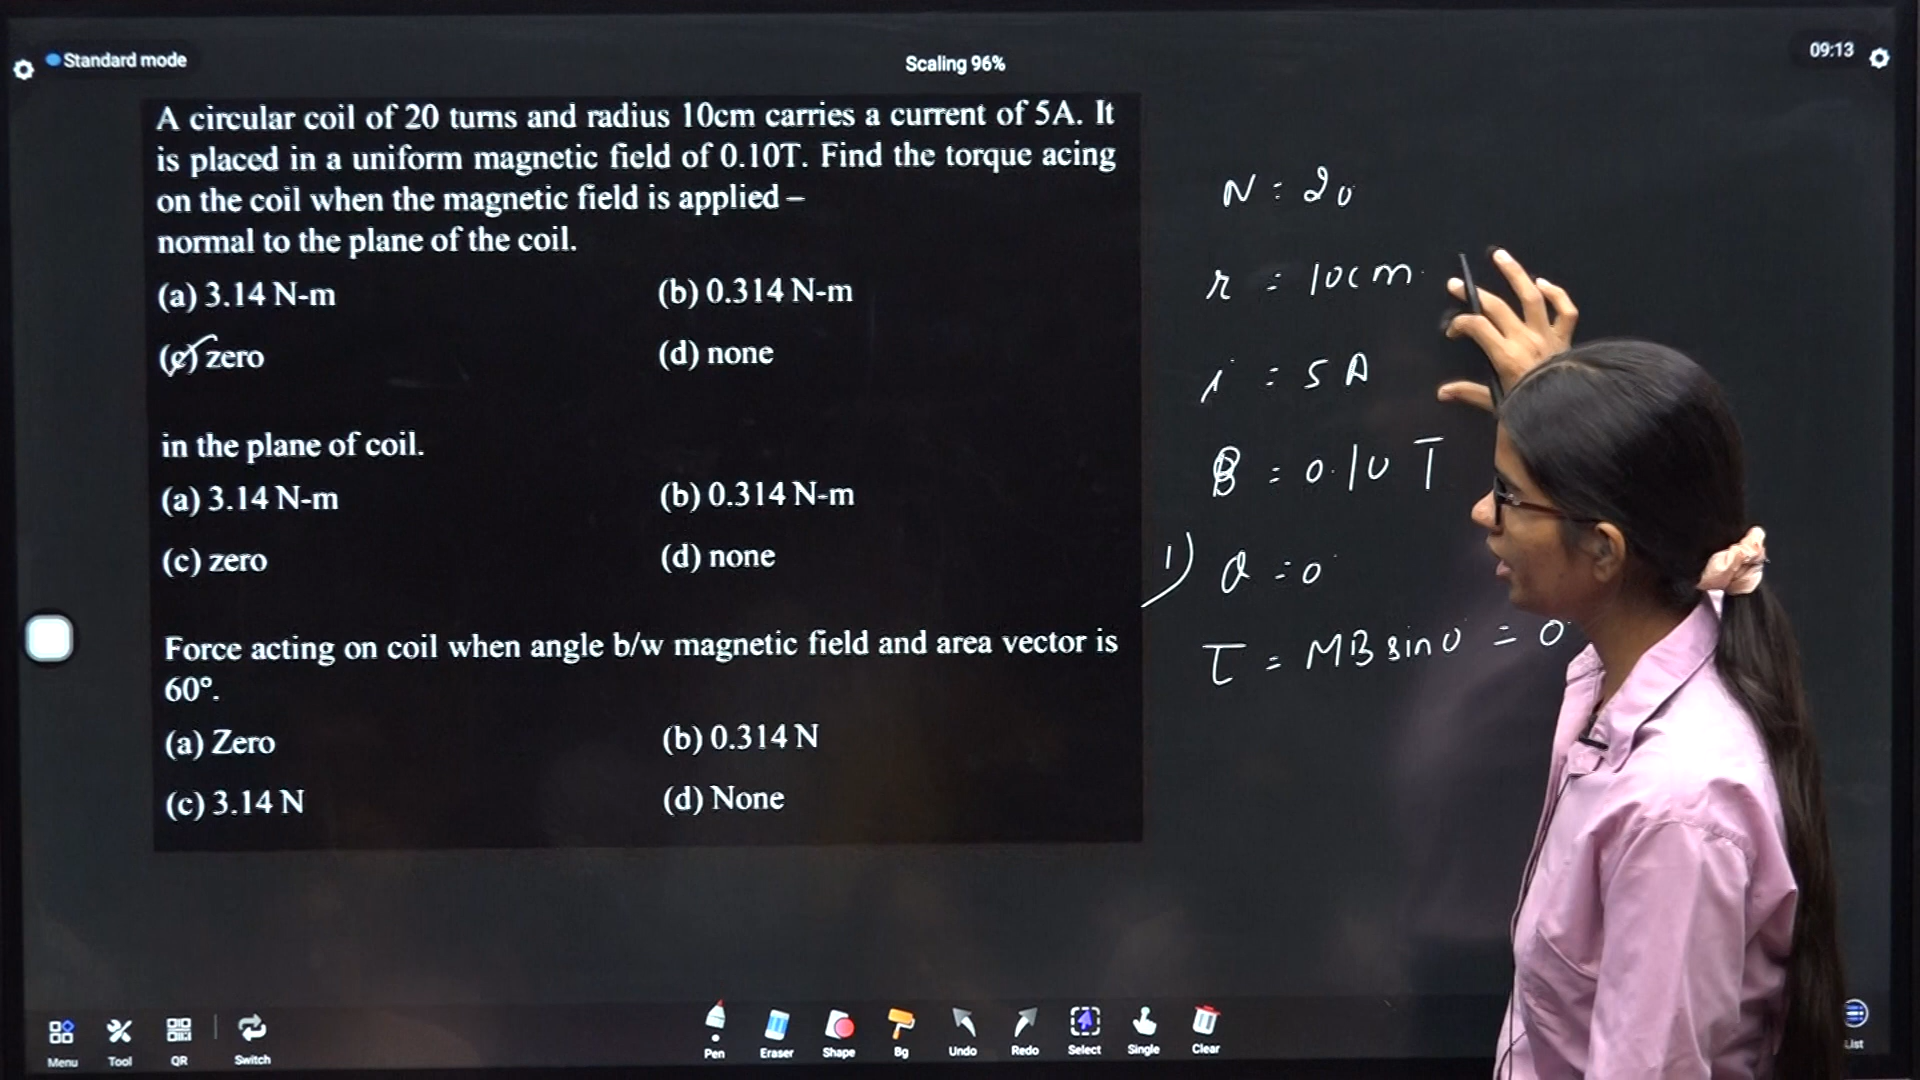 Standard mode
Scaling 96%
09:13
A circular coil of 20 turns and radius 10cm carries a current of 5A. It
is placed in a uniform magnetic field of 0.10T. Find the torque acing
on the coil when the magnetic field is applied –
normal to the plane of the coil.
(a) 3.14 N-m (b) 0.314 N-m
(c) zero (d) none
in the plane of coil.
(a) 3.14 N-m (b) 0.314 N-m
(c) zero (d) none
Force acting on coil when angle b/w magnetic field and area vector is
60º.
(a) Zero (b) 0.314 N
(c) 3.14 N (d) None
N = 20
r = 10cm
i = 5A
B = 0.10 T
1) θ = 0
τ = MB sin0 = 0
Menu Tool QR Switch Pen Eraser Shape Bg Undo Redo Select Single Clear List